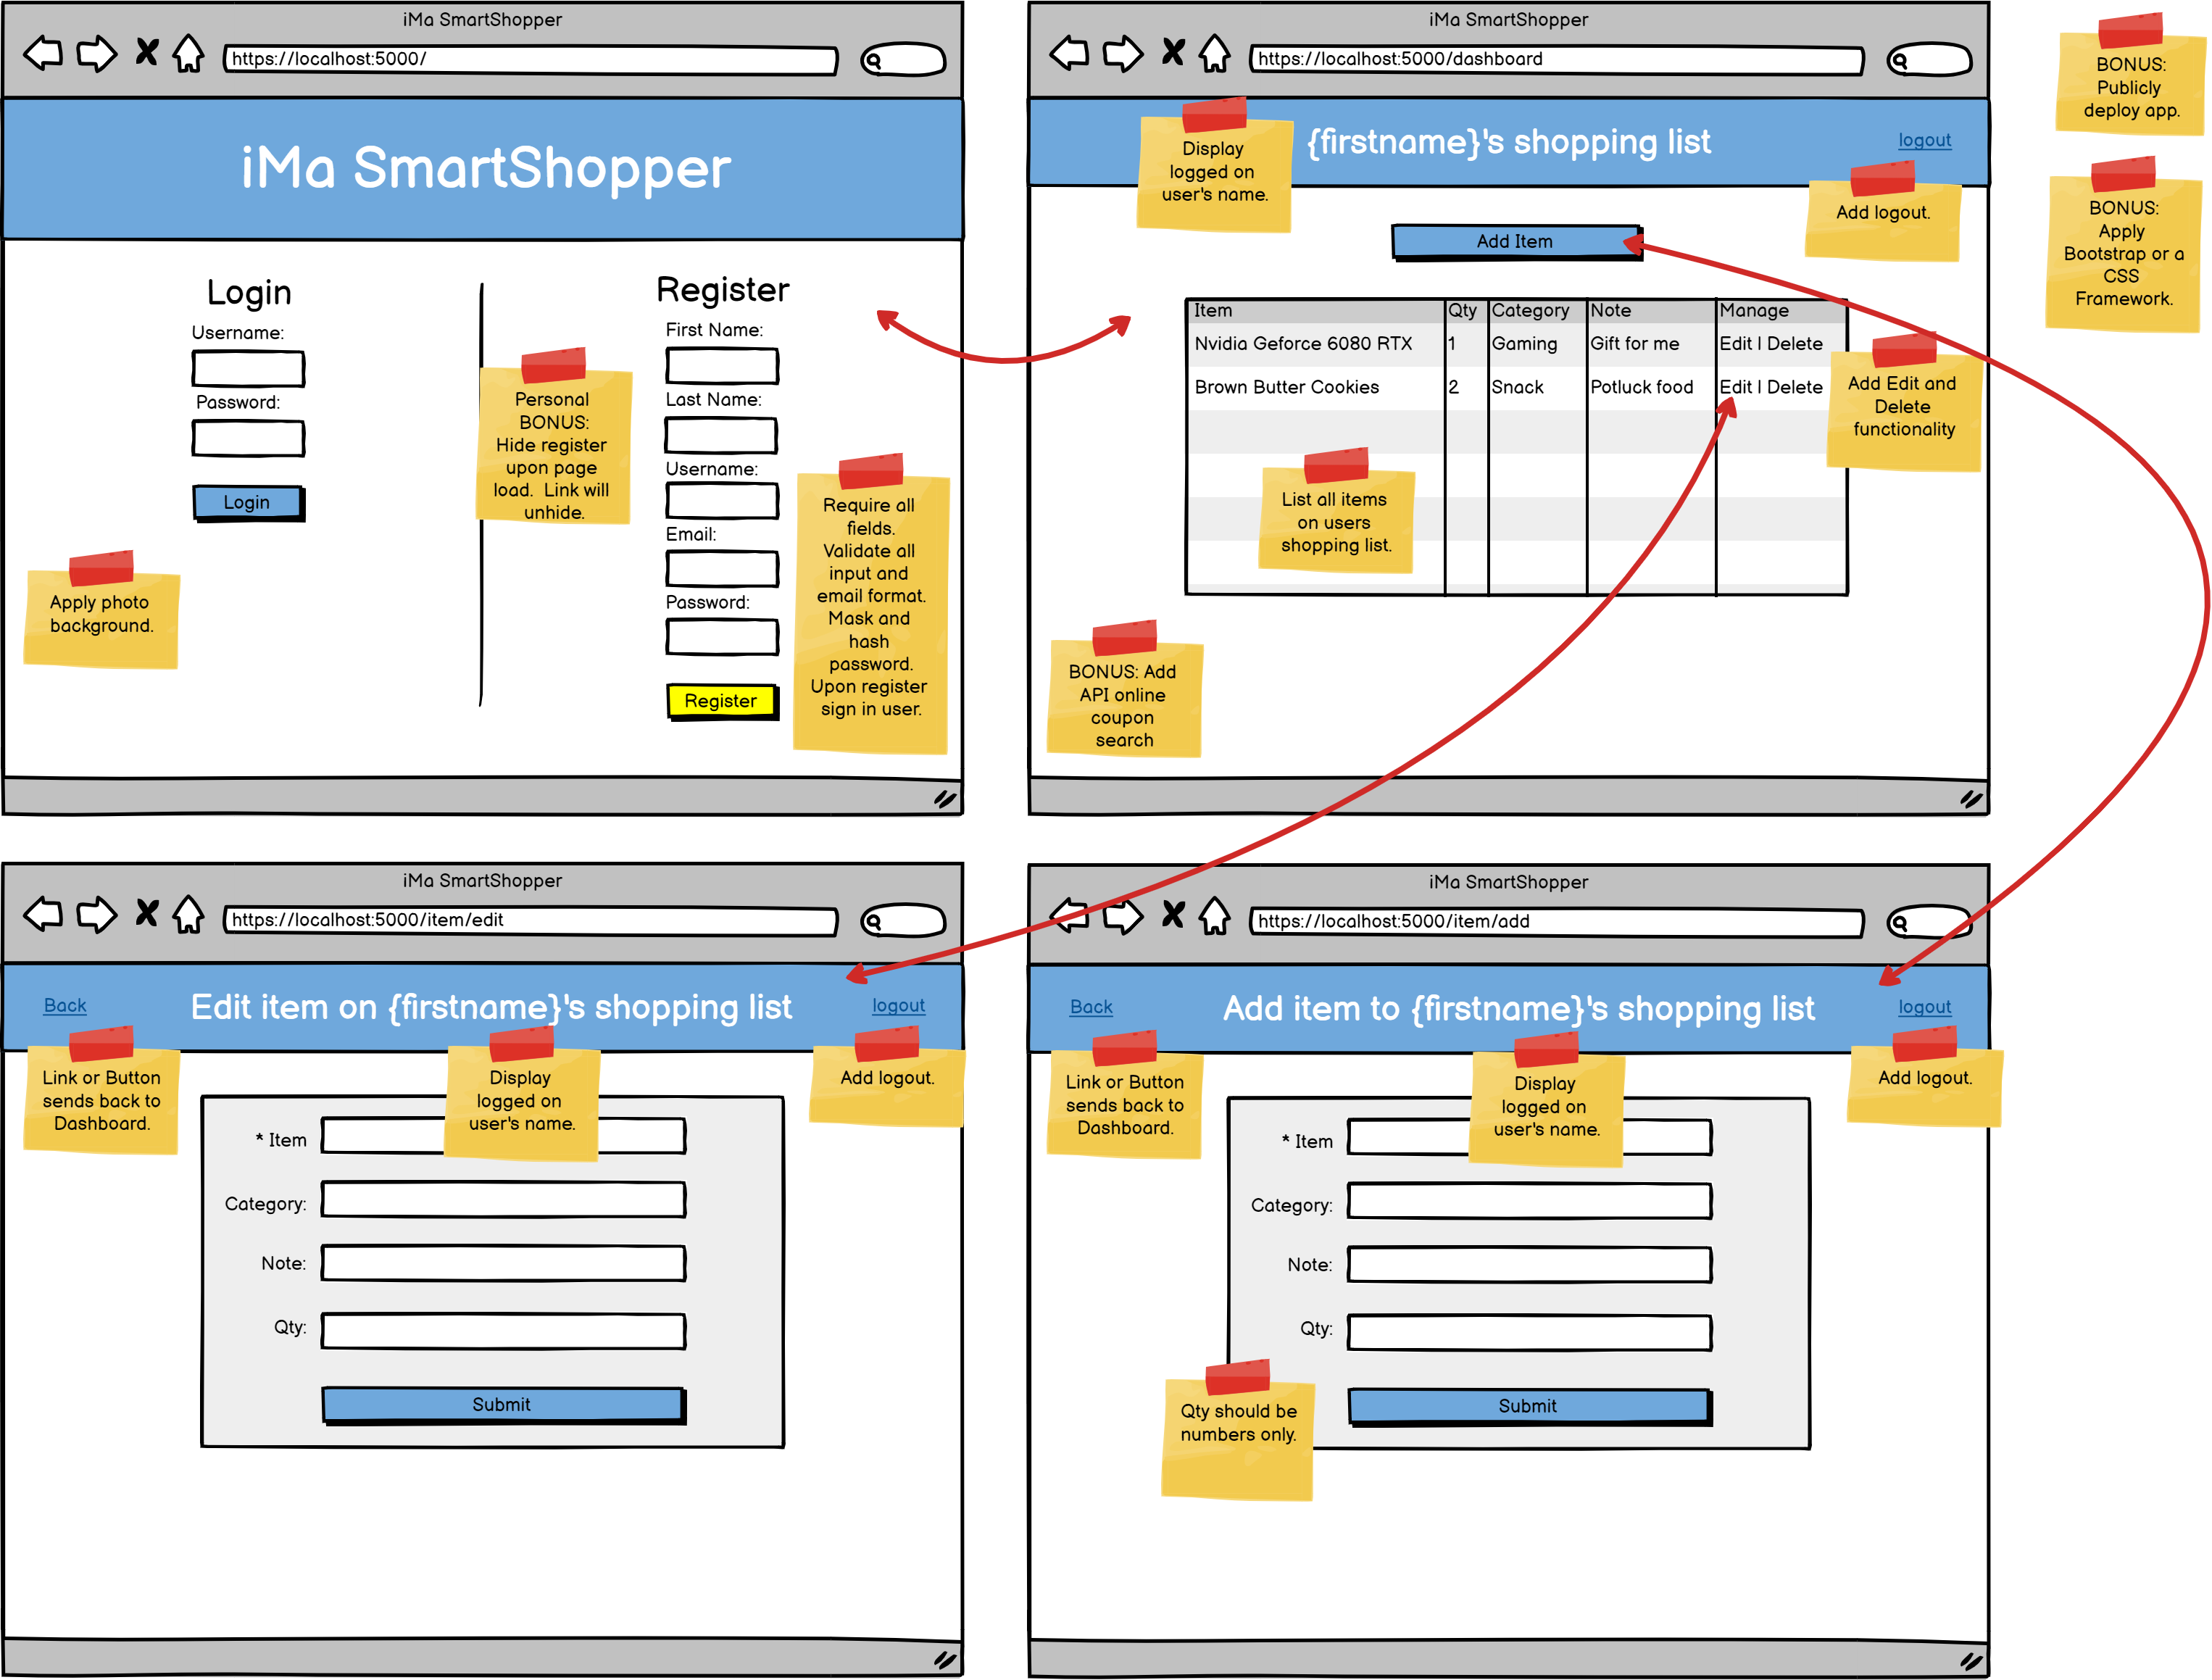 iMa SmartShopper
https://localhost:5000/
iMa SmartShopper
Login
Username:
Password:
Login
Apply photo
background.
Personal
BONUS:
Hide register
upon page
load. Link will
unhide.
Register
First Name:
Last Name:
Username:
Email:
Password:
Register
Require all
fields.
Validate all
input and
email format.
Mask and
hash
password.
Upon register
sign in user.
iMa SmartShopper
https://localhost:5000/dashboard
Display
logged on
user's name.
{firstname}'s shopping list
logout
Add logout.
Add Item
Item Qty Category Note Manage
Nvidia Geforce 6080 RTX 1 Gaming Gift for me Edit | Delete
Brown Butter Cookies 2 Snack Potluck food Edit | Delete
Add Edit and
Delete
functionality
List all items
on users
shopping list.
BONUS: Add
API online
coupon
search
BONUS:
Publicly
deploy app.
BONUS:
Apply
Bootstrap or a
CSS
Framework.
iMa SmartShopper
https://localhost:5000/item/edit
Back
Edit item on {firstname}'s shopping list
logout
Link or Button
sends back to
Dashboard.
Display
logged on
user's name.
Add logout.
* Item
Category:
Note:
Qty:
Submit
iMa SmartShopper
https://localhost:5000/item/add
Back
Add item to {firstname}'s shopping list
logout
Link or Button
sends back to
Dashboard.
Display
logged on
user's name.
Add logout.
* Item
Category:
Note:
Qty:
Qty should be
numbers only.
Submit